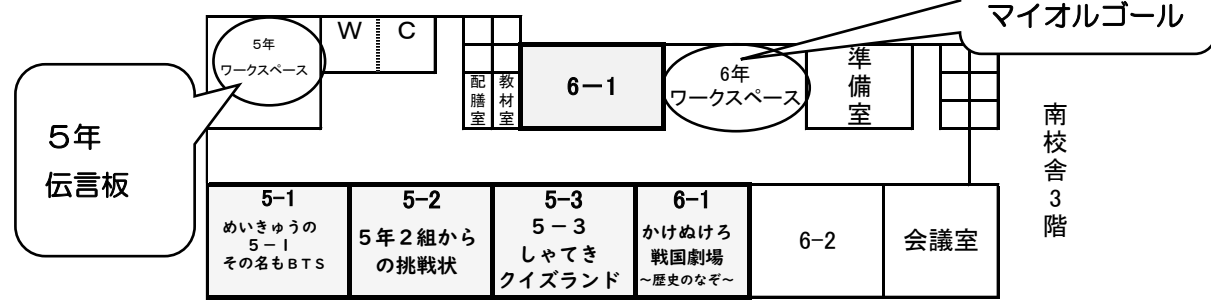 マイオルゴール
5年
ワークスペース
W C
配膳室
教材室
6－1
6年
ワークスペース
準備室
5年
伝言板
南校舎3階
5-1
めいきゅうの
5－1
その名もBTS
5-2
5年2組から
の挑戦状
5-3
5－3
しゃてき
クイズランド
6-1
かけぬけろ
戦国劇場
～歴史のなぞ～
6-2
会議室